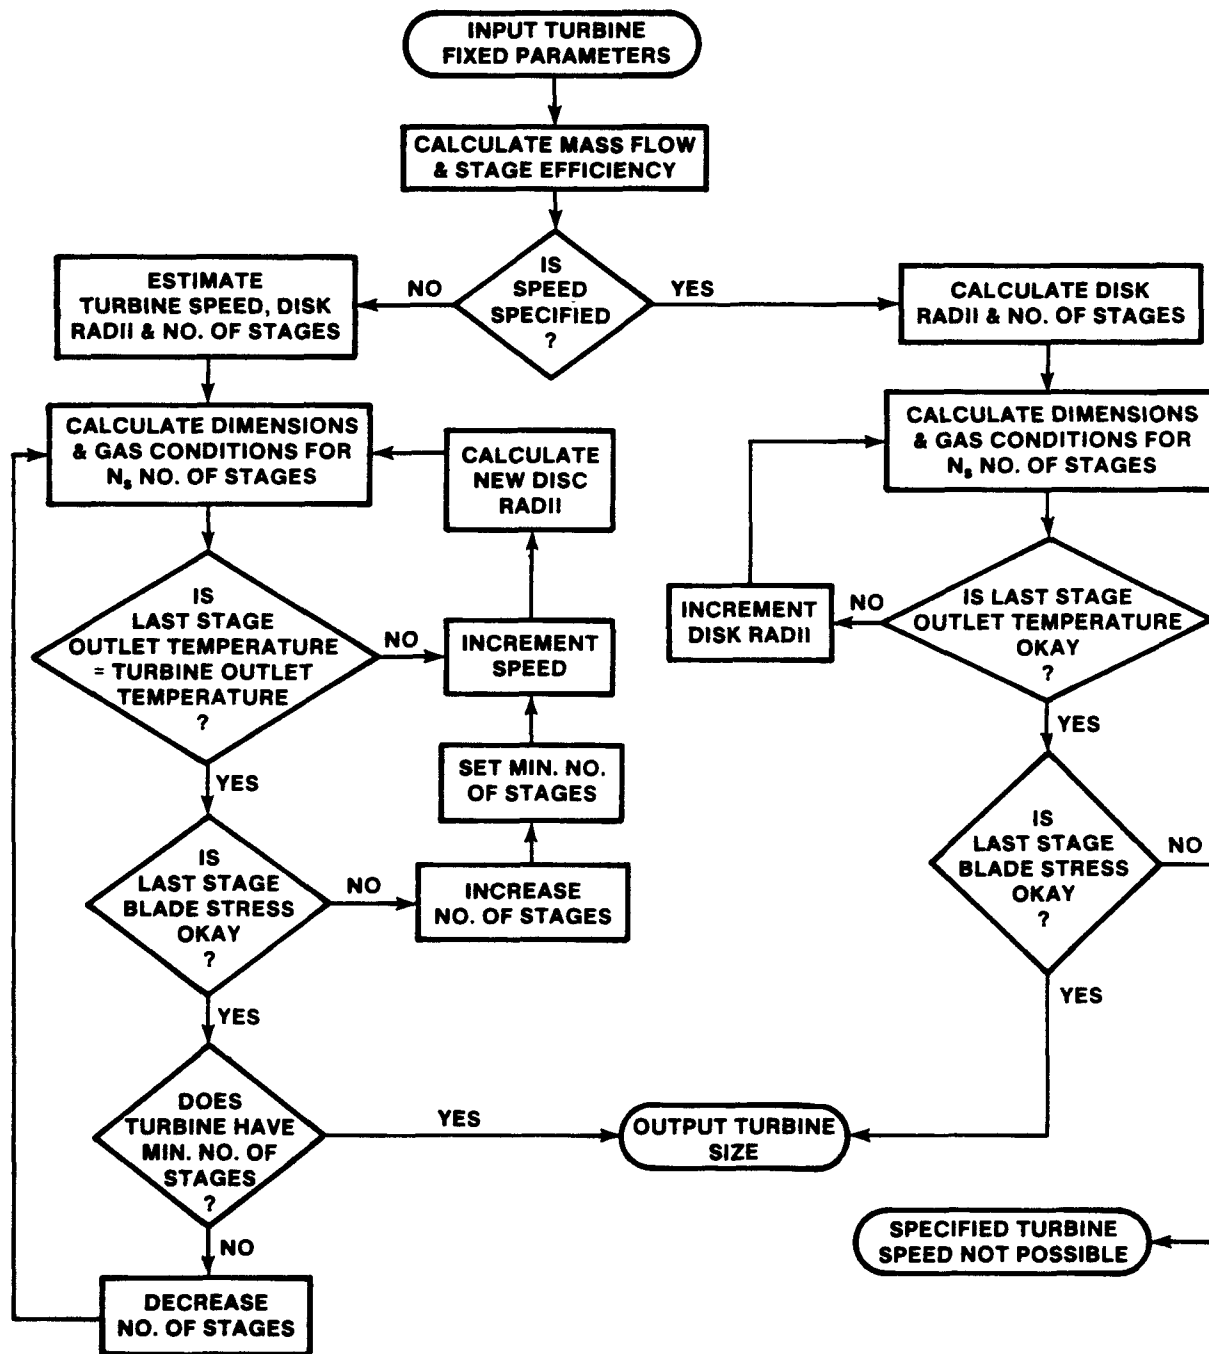 INPUT TURBINE
FIXED PARAMETERS
CALCULATE MASS FLOW
& STAGE EFFICIENCY
IS
SPEED
SPECIFIED
?
NO
YES
ESTIMATE
TURBINE SPEED, DISK
RADII & NO. OF STAGES
CALCULATE DISK
RADII & NO. OF STAGES
CALCULATE DIMENSIONS
& GAS CONDITIONS FOR
Ns NO. OF STAGES
CALCULATE
NEW DISC
RADII
CALCULATE DIMENSIONS
& GAS CONDITIONS FOR
Ns NO. OF STAGES
IS
LAST STAGE
OUTLET TEMPERATURE
= TURBINE OUTLET
TEMPERATURE
?
NO
INCREMENT
SPEED
INCREMENT
DISK RADII
NO
IS LAST STAGE
OUTLET TEMPERATURE
OKAY
?
YES
YES
SET MIN. NO.
OF STAGES
IS
LAST STAGE
BLADE STRESS
OKAY
?
NO
INCREASE
NO. OF STAGES
IS
LAST STAGE
BLADE STRESS
OKAY
?
NO
YES
YES
DOES
TURBINE HAVE
MIN. NO. OF
STAGES
?
YES
OUTPUT TURBINE
SIZE
NO
SPECIFIED TURBINE
SPEED NOT POSSIBLE
DECREASE
NO. OF STAGES